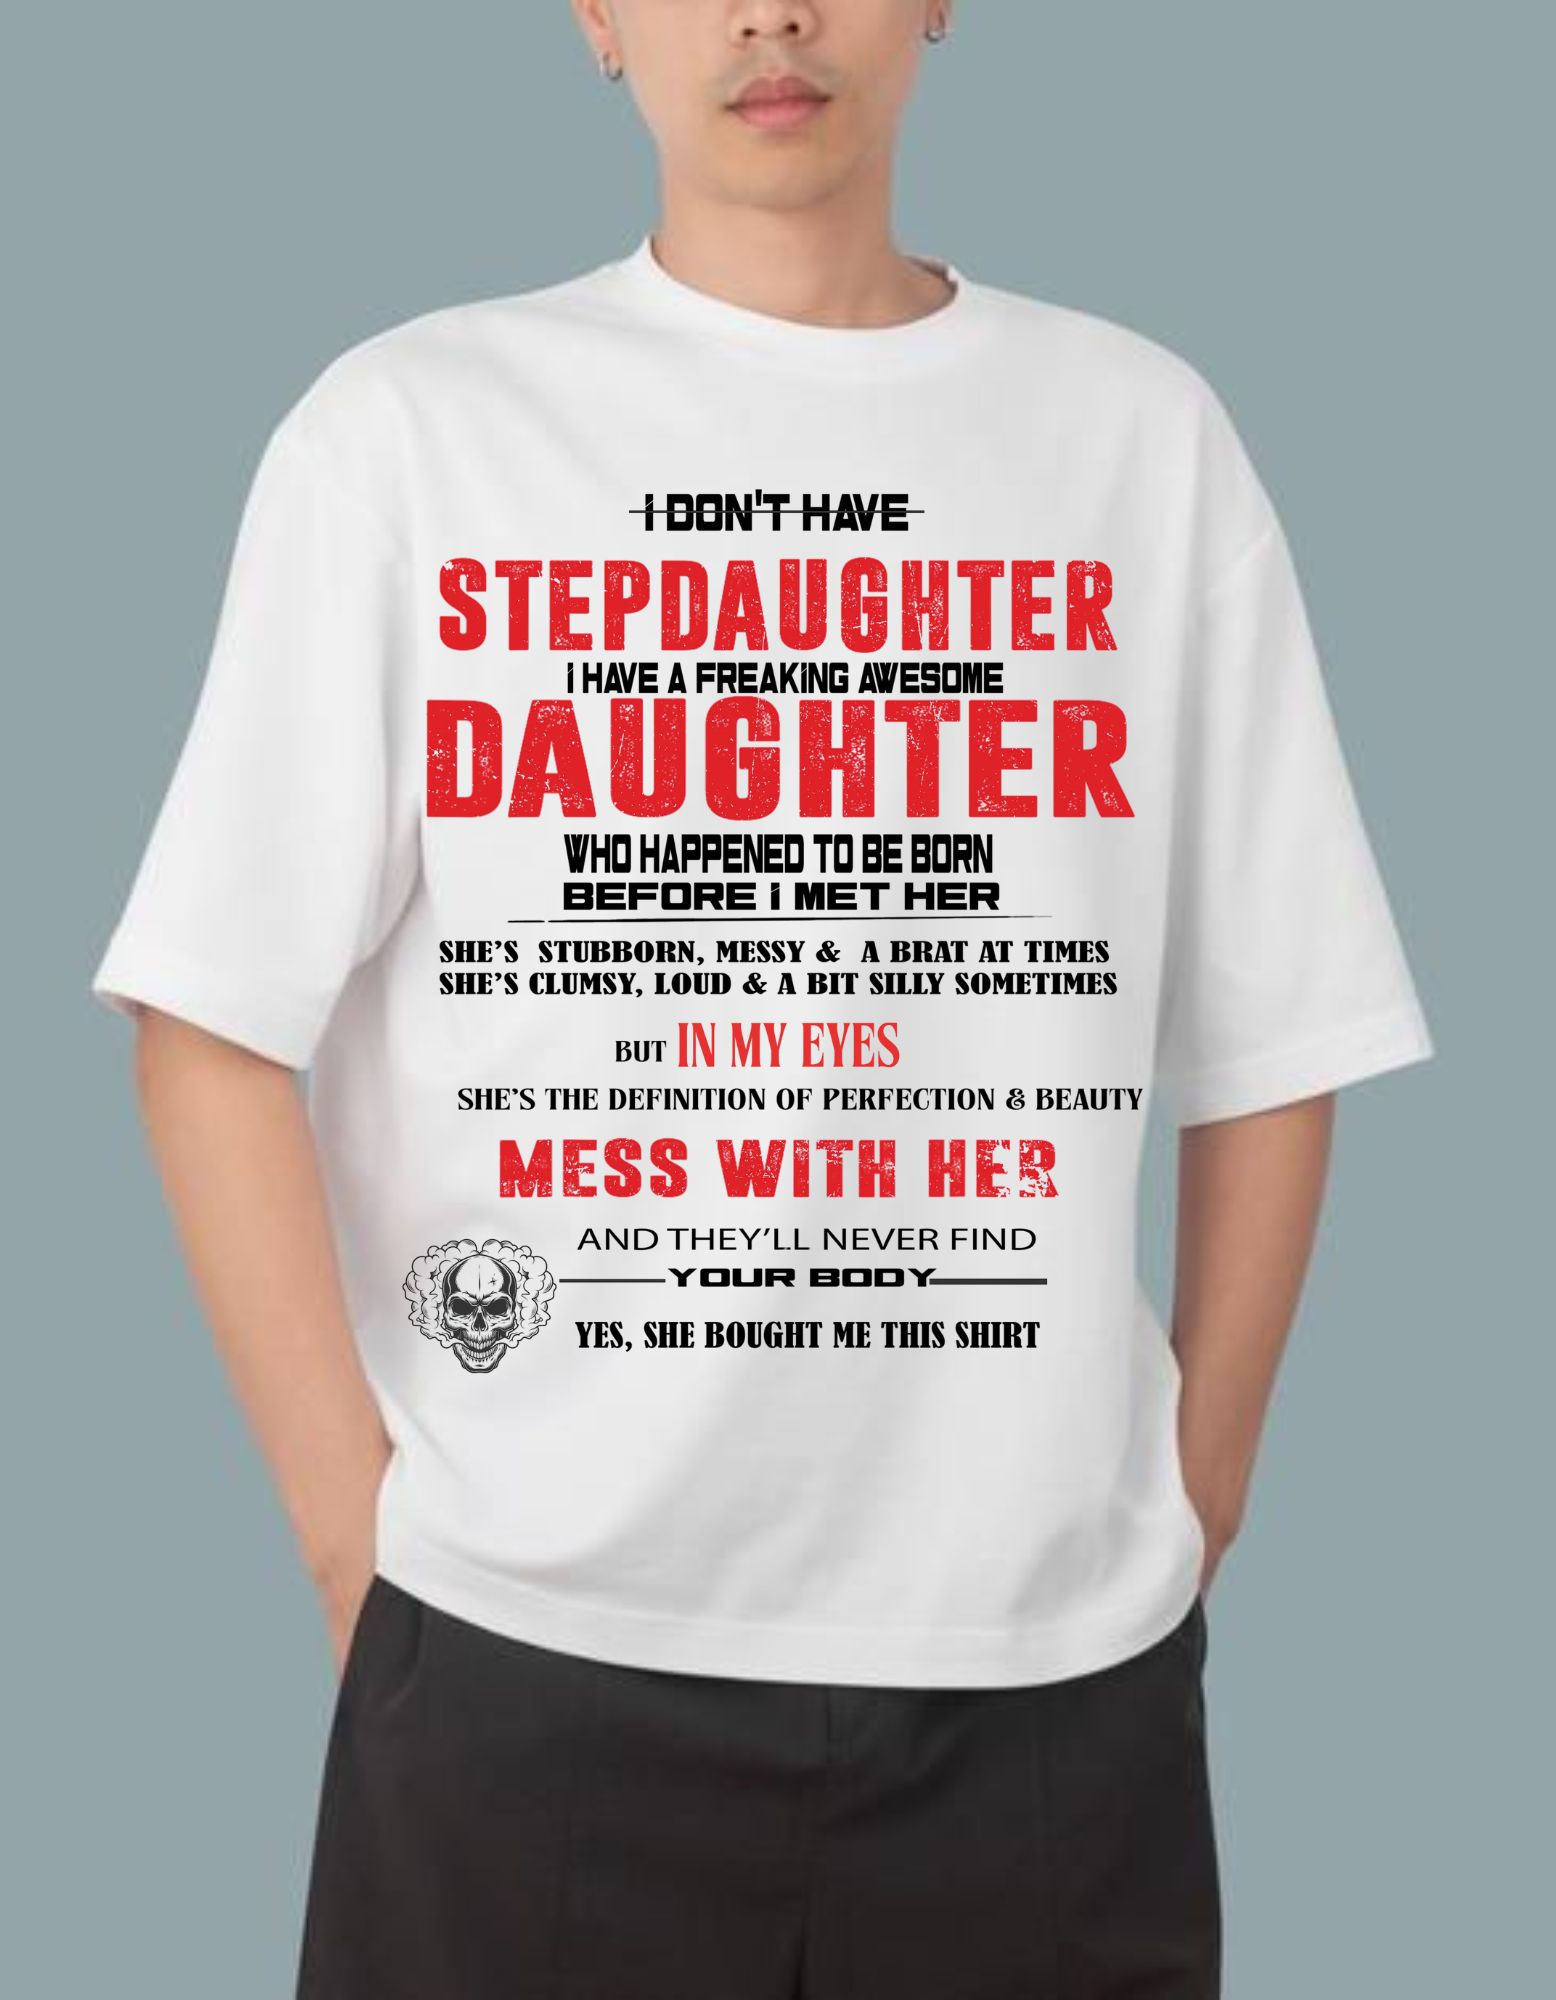 I DON'T HAVE
STEPDAUGHTER
I HAVE A FREAKING AWESOME
DAUGHTER
WHO HAPPENED TO BE BORN
BEFORE I MET HER
SHE'S STUBBORN, MESSY & A BRAT AT TIMES
SHE'S CLUMSY, LOUD & A BIT SILLY SOMETIMES
BUT IN MY EYES
SHE'S THE DEFINITION OF PERFECTION & BEAUTY
MESS WITH HER
AND THEY'LL NEVER FIND
YOUR BODY
YES, SHE BOUGHT ME THIS SHIRT